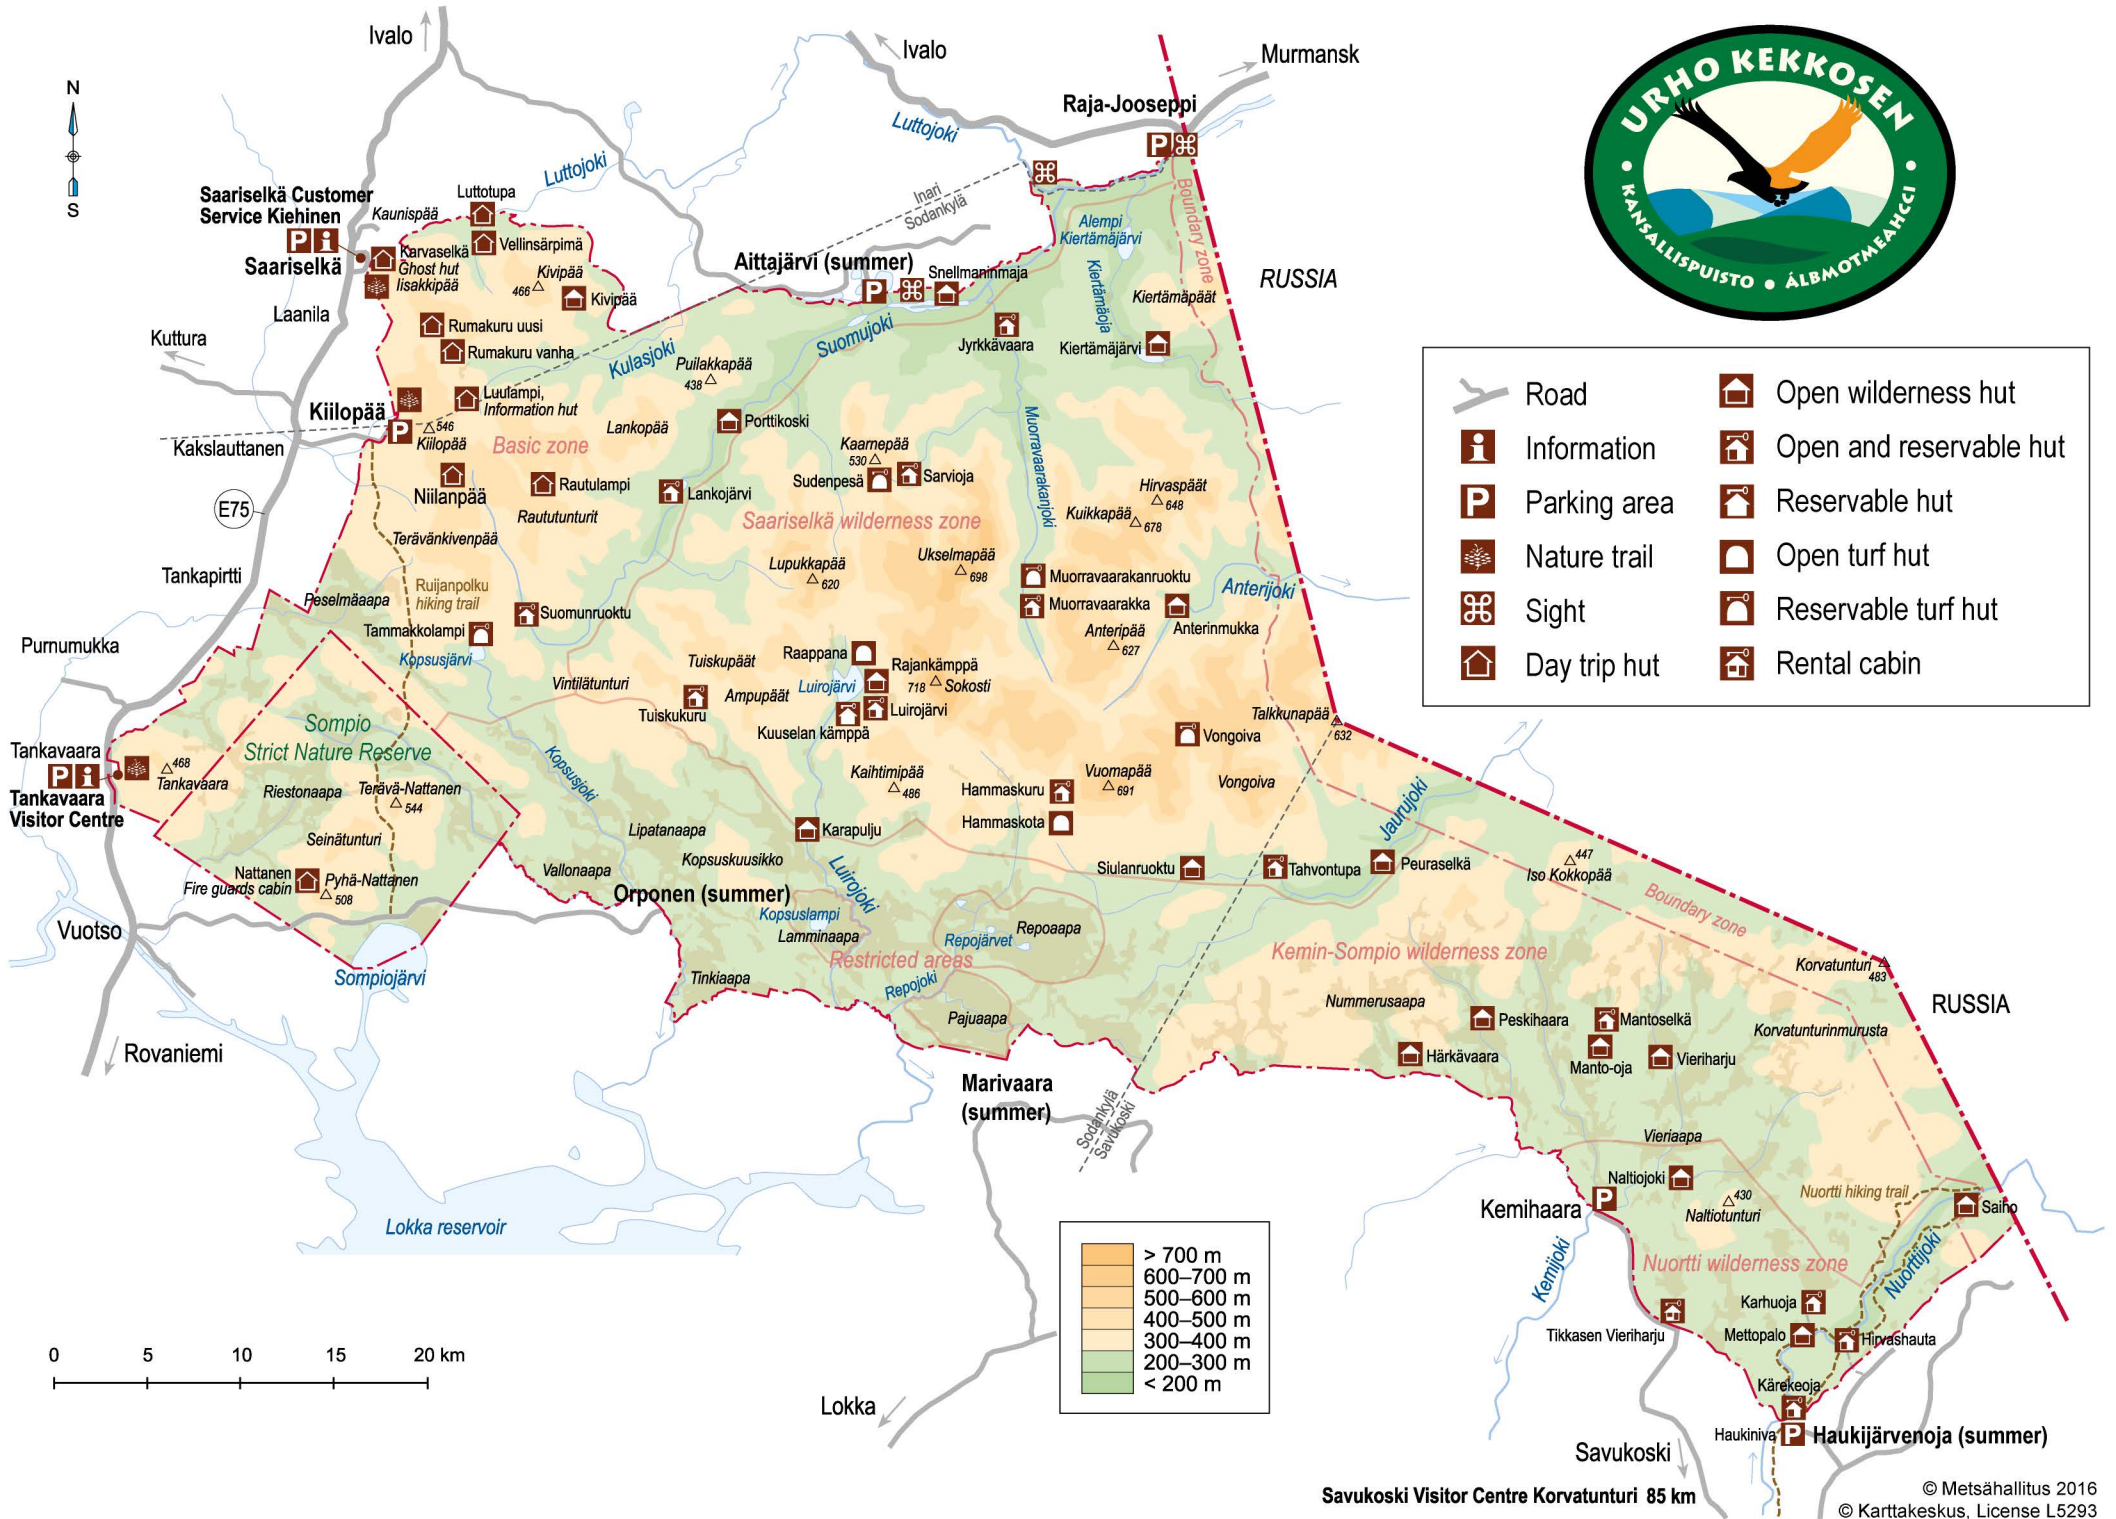 Ivalo
Ivalo
Murmansk
URHO KEKKOSEN
KANSALLISPUISTO • ÁLBMOTMEAHCCI
N
S
Raja-Jooseppi
Luttojoki
Luttojoki
Saariselkä Customer
Service Kiehinen
Kaunispää
Luttotupa
Inari
Sodankylä
Boundary zone
Alempi
Kiertämäjärvi
Saariselkä
Karvaselkä
Ghost hut
Iisakkipää
Vellinsärpimä
Kivipää
466
Kivipää
Aittajärvi (summer)
Snellmaninmaja
RUSSIA
Kiertämäoja
Kiertämäpäät
Laanila
Rumakuru uusi
Rumakuru vanha
Kuttura
Suomujoki
Kulasjoki
Jyrkkävaara
Kiertämäjärvi
Puilakkapää
438
Kiilopää
Luulampi,
Information hut
546
Kiilopää
Basic zone
Lankopää
Porttikoski
Muorravaarakanjoki
Kakslauttanen
Kaarnepää
530
Sudenpesä
Sarvioja
Niilanpää
Rautulampi
Lankojärvi
Hirvaspäät
648
Kuikkapää
678
E75
Raututunturit
Saariselkä wilderness zone
Terävänkivenpää
Lupukkapää
620
Ukselmapää
698
Tankapirtti
Ruijanpolku
hiking trail
Peselmäaapa
Muorravaarakanruoktu
Muorravaarakka
Anterijoki
Anterinmukka
Suomunruoktu
Tammakkolampi
Anteripää
627
Purnumukka
Kopsusjärvi
Raappana
Rajankämppä
718
Sokosti
Tuiskupäät
Luirojärvi
Vintilätunturi
Ampupäät
Tuiskukuru
Luirojärvi
Kuuselan kämppä
Talkkunapää
632
Sompio
Strict Nature Reserve
Vongoiva
Tankavaara
468
Tankavaara
Tankavaara
Visitor Centre
Kopsusjoki
Kaihtimipää
486
Vuomapää
691
Vongoiva
Hammaskuru
Riestonaapa
Terävä-Nattanen
544
Jaurujoki
Hammaskota
Seinätunturi
Lipatanaapa
Karapulju
Kopsuskuusikko
Nattanen
Fire guards cabin
Pyhä-Nattanen
508
Vallonaapa
Luirojoki
Siulanruoktu
Tahvontupa
Peuraselkä
447
Iso Kokkopää
Orponen (summer)
Boundary zone
Vuotso
Kopsuslampi
Lamminaapa
Repojärvet
Repoaapa
Restricted areas
Kemin-Sompio wilderness zone
Sompiojärvi
Tinkiaapa
Repojoki
Pajuaapa
Korvatunturi
483
RUSSIA
Nummerusaapa
Peskihaara
Mantoselkä
Korvatunturinmurusta
Rovaniemi
Härkävaara
Manto-oja
Vieriharju
Marivaara
(summer)
Sodankylä
Savukoski
Vieriaapa
Naltiojoki
430
Naltiotunturi
Nuortti hiking trail
Saiho
Kemihaara
Lokka reservoir
Kemijoki
Nuortti wilderness zone
Nuorttijoki
Karhuoja
Tikkasen Vieriharju
Mettopalo
Hirvashauta
Kärekeoja
Lokka
Haukiniva
Haukijärvenoja (summer)
Savukoski
Savukoski Visitor Centre Korvatunturi 85 km
Road
Information
Parking area
Nature trail
Sight
Day trip hut
Open wilderness hut
Open and reservable hut
Reservable hut
Open turf hut
Reservable turf hut
Rental cabin
> 700 m
600–700 m
500–600 m
400–500 m
300–400 m
200–300 m
< 200 m
0 5 10 15 20 km
© Metsähallitus 2016
© Karttakeskus, License L5293